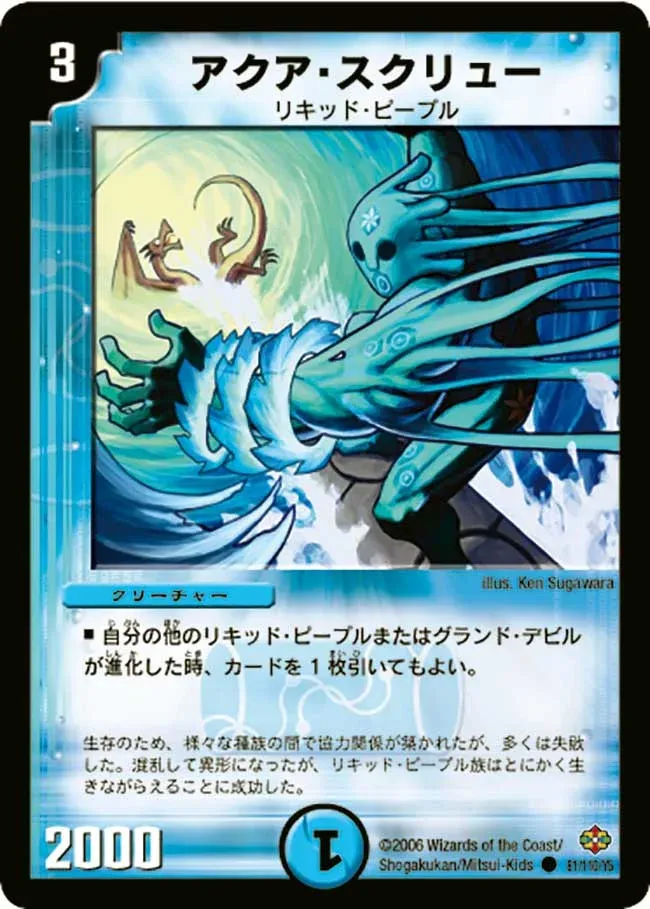 3
アクア・スクリュー
リキッド・ピープル
illus. Ken Sugawara
クリーチャー
■ 自分の他のリキッド・ピープルまたはグランド・デビル
が進化した時、カードを1枚引いてもよい。
生存のため、様々な種族の間で協力関係が築かれたが、多くは失敗
した。混乱して異形になったが、リキッド・ピープル族はとにかく生
きながらえることに成功した。
2000
1
©2006 Wizards of the Coast/
Shogakukan/Mitsui-Kids